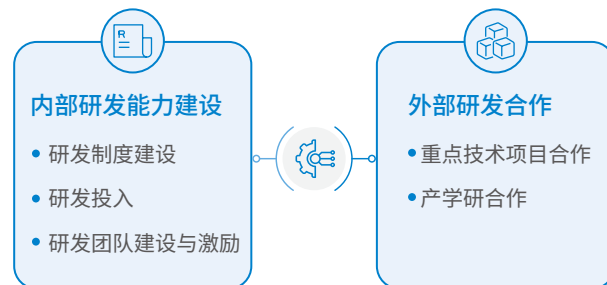 R
内部研发能力建设
研发制度建设
研发投入
研发团队建设与激励
外部研发合作
重点技术项目合作
产学研合作